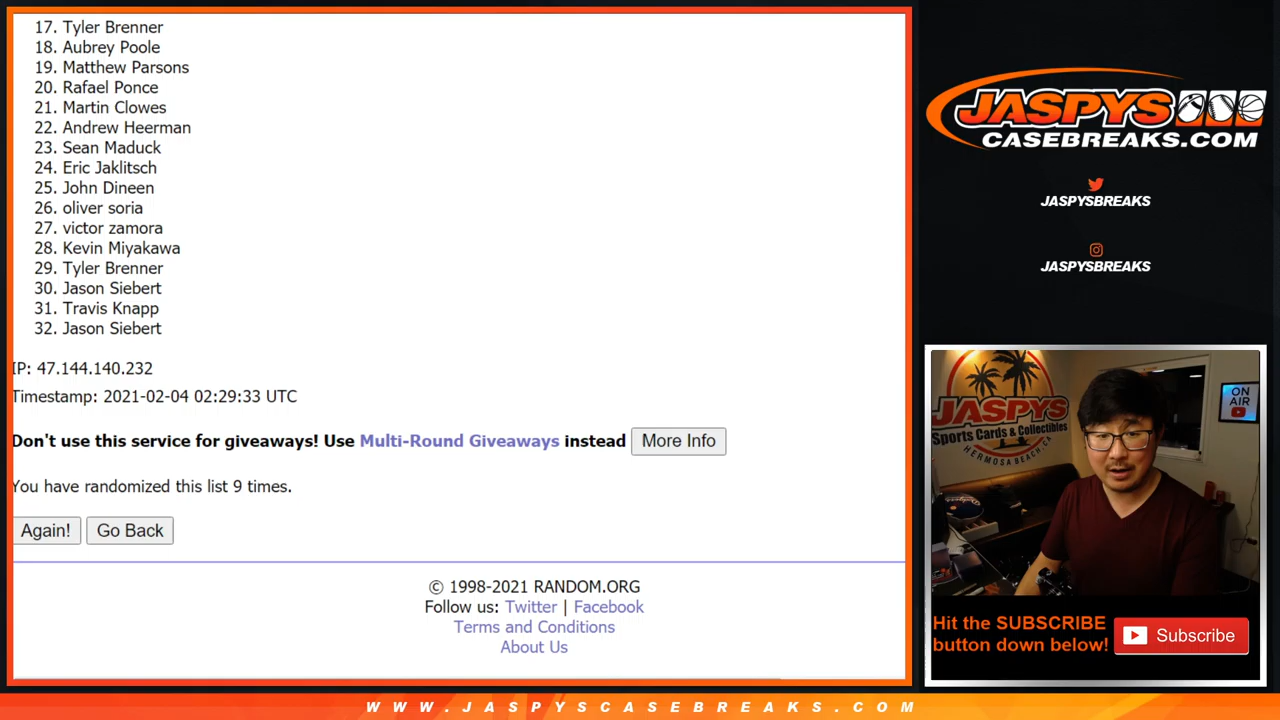 17. Tyler Brenner
18. Aubrey Poole
19. Matthew Parsons
20. Rafael Ponce
21. Martin Clowes
22. Andrew Heerman
23. Sean Maduck
24. Eric Jaklitsch
25. John Dineen
26. oliver soria
27. victor zamora
28. Kevin Miyakawa
29. Tyler Brenner
30. Jason Siebert
31. Travis Knapp
32. Jason Siebert
IP: 47.144.140.232
Timestamp: 2021-02-04 02:29:33 UTC
Don't use this service for giveaways! Use Multi-Round Giveaways instead More Info
You have randomized this list 9 times.
Again! Go Back
© 1998-2021 RANDOM.ORG
Follow us: Twitter | Facebook
Terms and Conditions
About Us
JASPYS
CASEBREAKS.COM
JASPYSBREAKS
JASPYSBREAKS
JASPYS
Sports Cards & Collectibles
HERMOSA BEACH, CA
ON
AIR
Hit the SUBSCRIBE
button down below!
Subscribe
WWW.JASPYSCASEBREAKS.COM